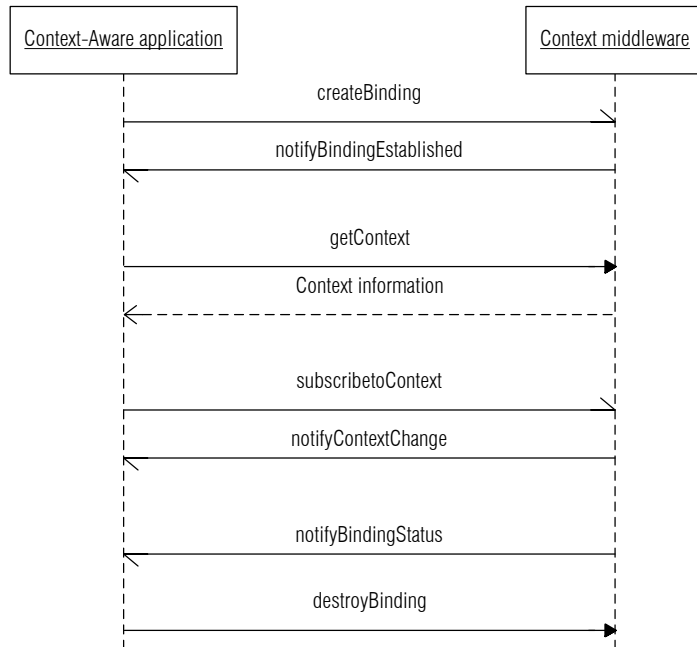 Context-Aware application
Context middleware
createBinding
notifyBindingEstablished
getContext
Context information
subscribetoContext
notifyContextChange
notifyBindingStatus
destroyBinding